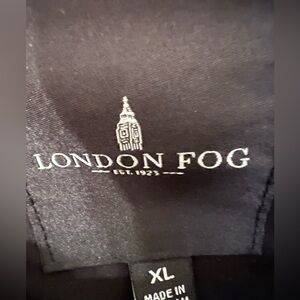 LONDON FOG
EST. 1923
XL
MADE IN